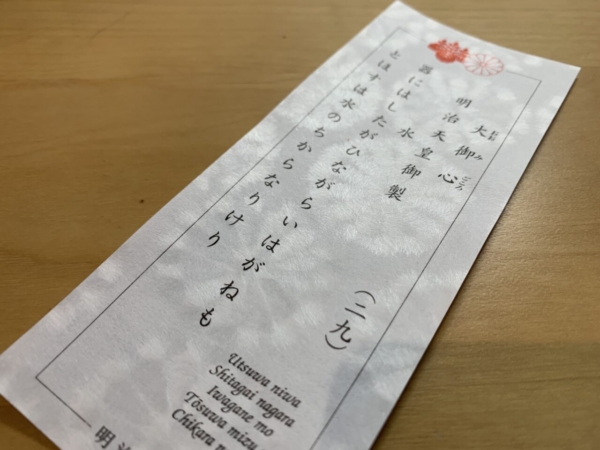 大御心 (二九)
明治天皇御製
器にはしたがひながらいはがねも
とほすは水のちからなりけり
Utsuwa niwa
Shitagai nagara
Iwagane mo
Tōsuwa mizu
Chikara
明治